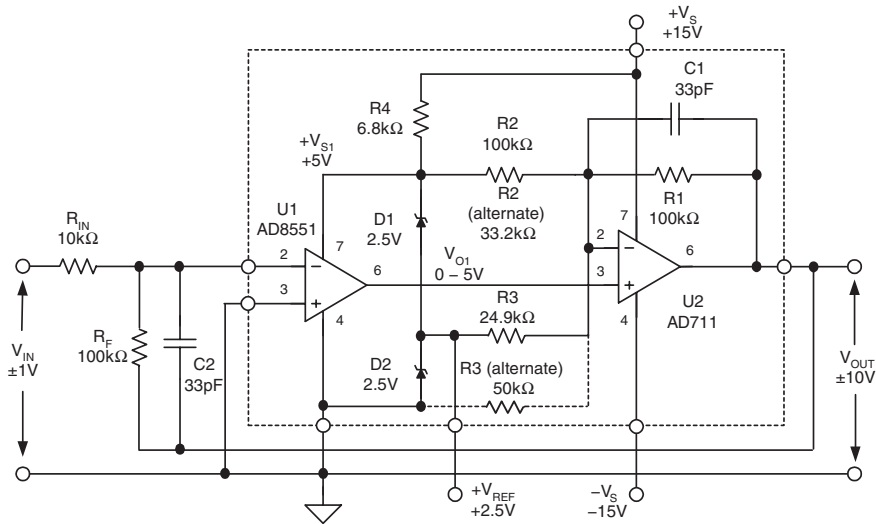 +V_S
+15V
C1
33pF
R4
6.8kΩ
R2
100kΩ
+V_S1
+5V
R2
(alternate)
33.2kΩ
R1
100kΩ
U1
AD8551
D1
2.5V
R_IN
10kΩ
7
2
−
6
V_O1
0 – 5V
3
+
4
7
2
−
6
3
+
4
U2
AD711
R3
24.9kΩ
V_IN
±1V
R_F
100kΩ
C2
33pF
D2
2.5V
R3 (alternate)
50kΩ
V_OUT
±10V
+V_REF
+2.5V
−V_S
−15V